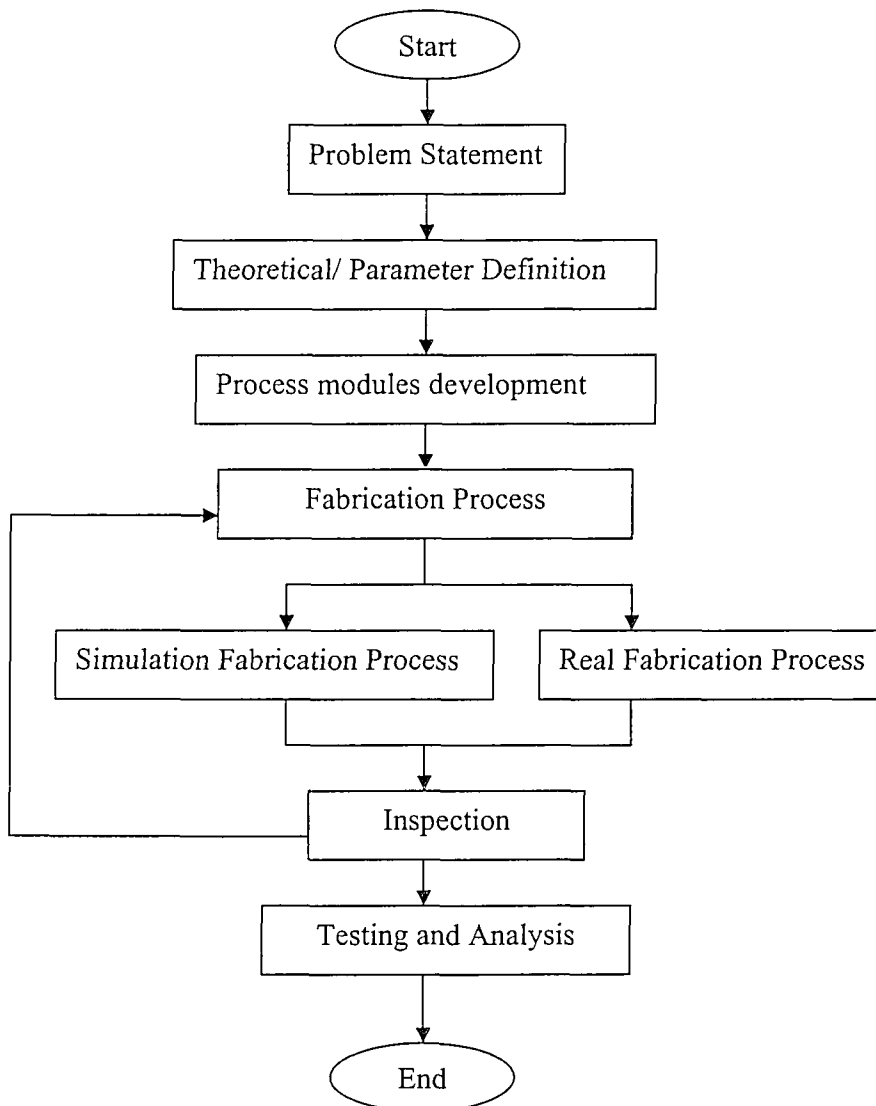 Start
Problem Statement
Theoretical/ Parameter Definition
Process modules development
Fabrication Process
Simulation Fabrication Process
Real Fabrication Process
Inspection
Testing and Analysis
End